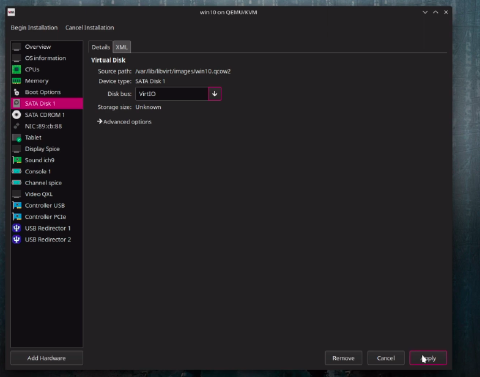 win10 on QEMU/KVM
Begin Installation Cancel Installation
Overview
OS information
CPUs
Memory
Boot Options
SATA Disk 1
SATA CDROM 1
NIC :89:cb:88
Tablet
Display Spice
Sound ich9
Console 1
Channel spice
Video QXL
Controller USB
Controller PCIe
USB Redirector 1
USB Redirector 2
Add Hardware
Details XML
Virtual Disk
Source path: /var/lib/libvirt/images/win10.qcow2
Device type: SATA Disk 1
Disk bus: VirtIO
Storage size: Unknown
Advanced options
Remove Cancel Apply